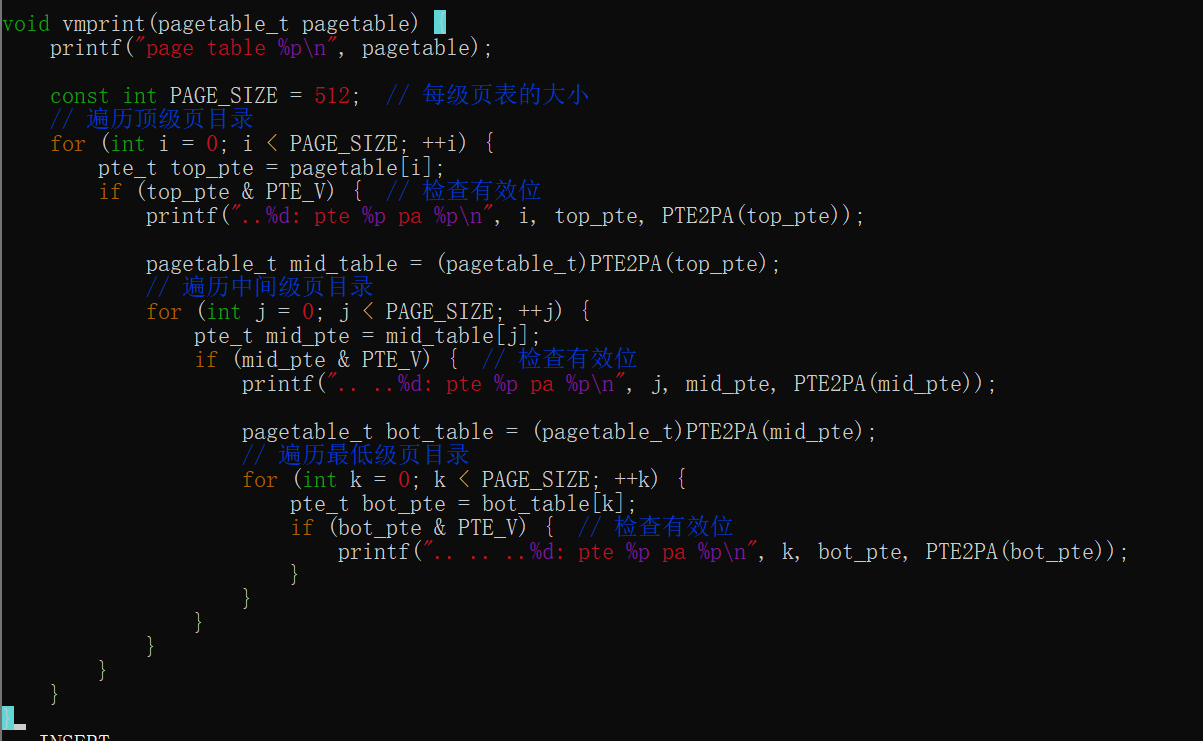 void vmprint(pagetable_t pagetable) {
    printf("page table %p\n", pagetable);

    const int PAGE_SIZE = 512;  // 每级页表的大小
    // 遍历顶级页目录
    for (int i = 0; i < PAGE_SIZE; ++i) {
        pte_t top_pte = pagetable[i];
        if (top_pte & PTE_V) {  // 检查有效位
            printf("..%d: pte %p pa %p\n", i, top_pte, PTE2PA(top_pte));

            pagetable_t mid_table = (pagetable_t)PTE2PA(top_pte);
            // 遍历中间级页目录
            for (int j = 0; j < PAGE_SIZE; ++j) {
                pte_t mid_pte = mid_table[j];
                if (mid_pte & PTE_V) {  // 检查有效位
                    printf(".. ..%d: pte %p pa %p\n", j, mid_pte, PTE2PA(mid_pte));

                    pagetable_t bot_table = (pagetable_t)PTE2PA(mid_pte);
                    // 遍历最低级页目录
                    for (int k = 0; k < PAGE_SIZE; ++k) {
                        pte_t bot_pte = bot_table[k];
                        if (bot_pte & PTE_V) {  // 检查有效位
                            printf(".. .. ..%d: pte %p pa %p\n", k, bot_pte, PTE2PA(bot_pte));
                        }
                    }
                }
            }
        }
    }
}
-- INSERT --